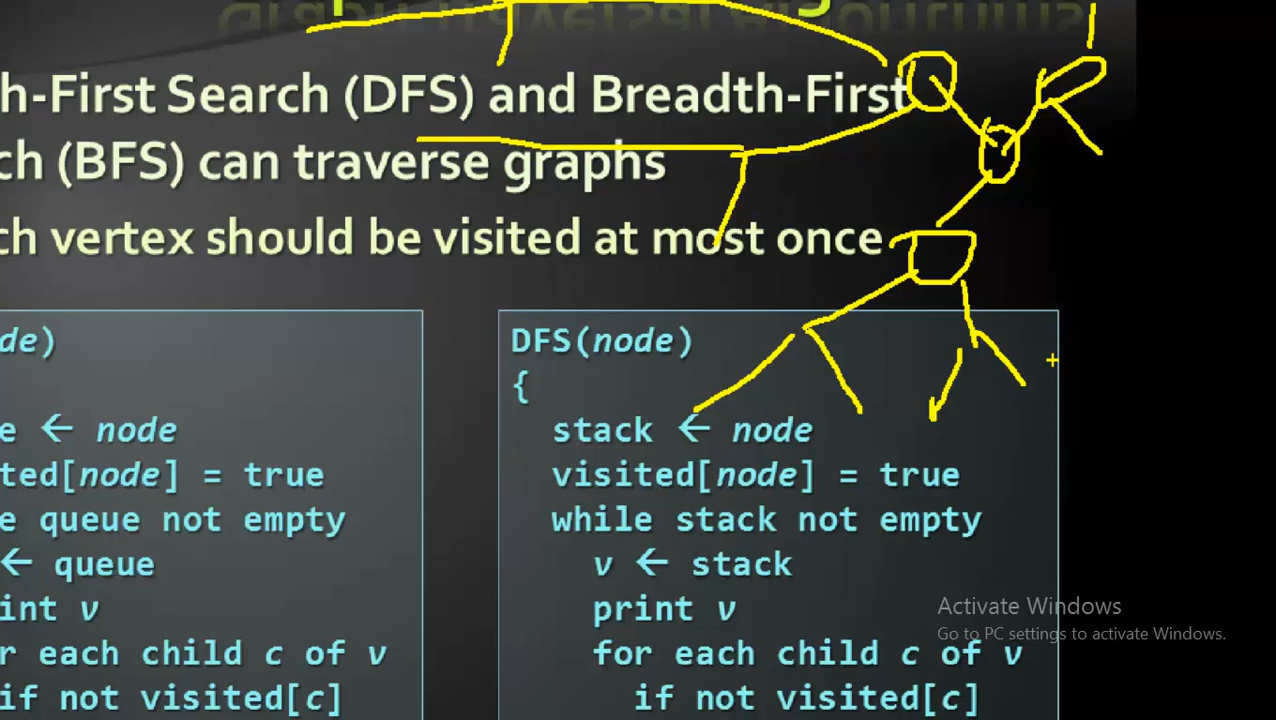 h-First Search (DFS) and Breadth-First
ch (BFS) can traverse graphs
ch vertex should be visited at most once
de)
e ← node
ted[node] = true
e queue not empty
← queue
int v
r each child c of v
if not visited[c]
DFS(node)
{
stack ← node
visited[node] = true
while stack not empty
v ← stack
print v
for each child c of v
if not visited[c]
Activate Windows
Go to PC settings to activate Windows.